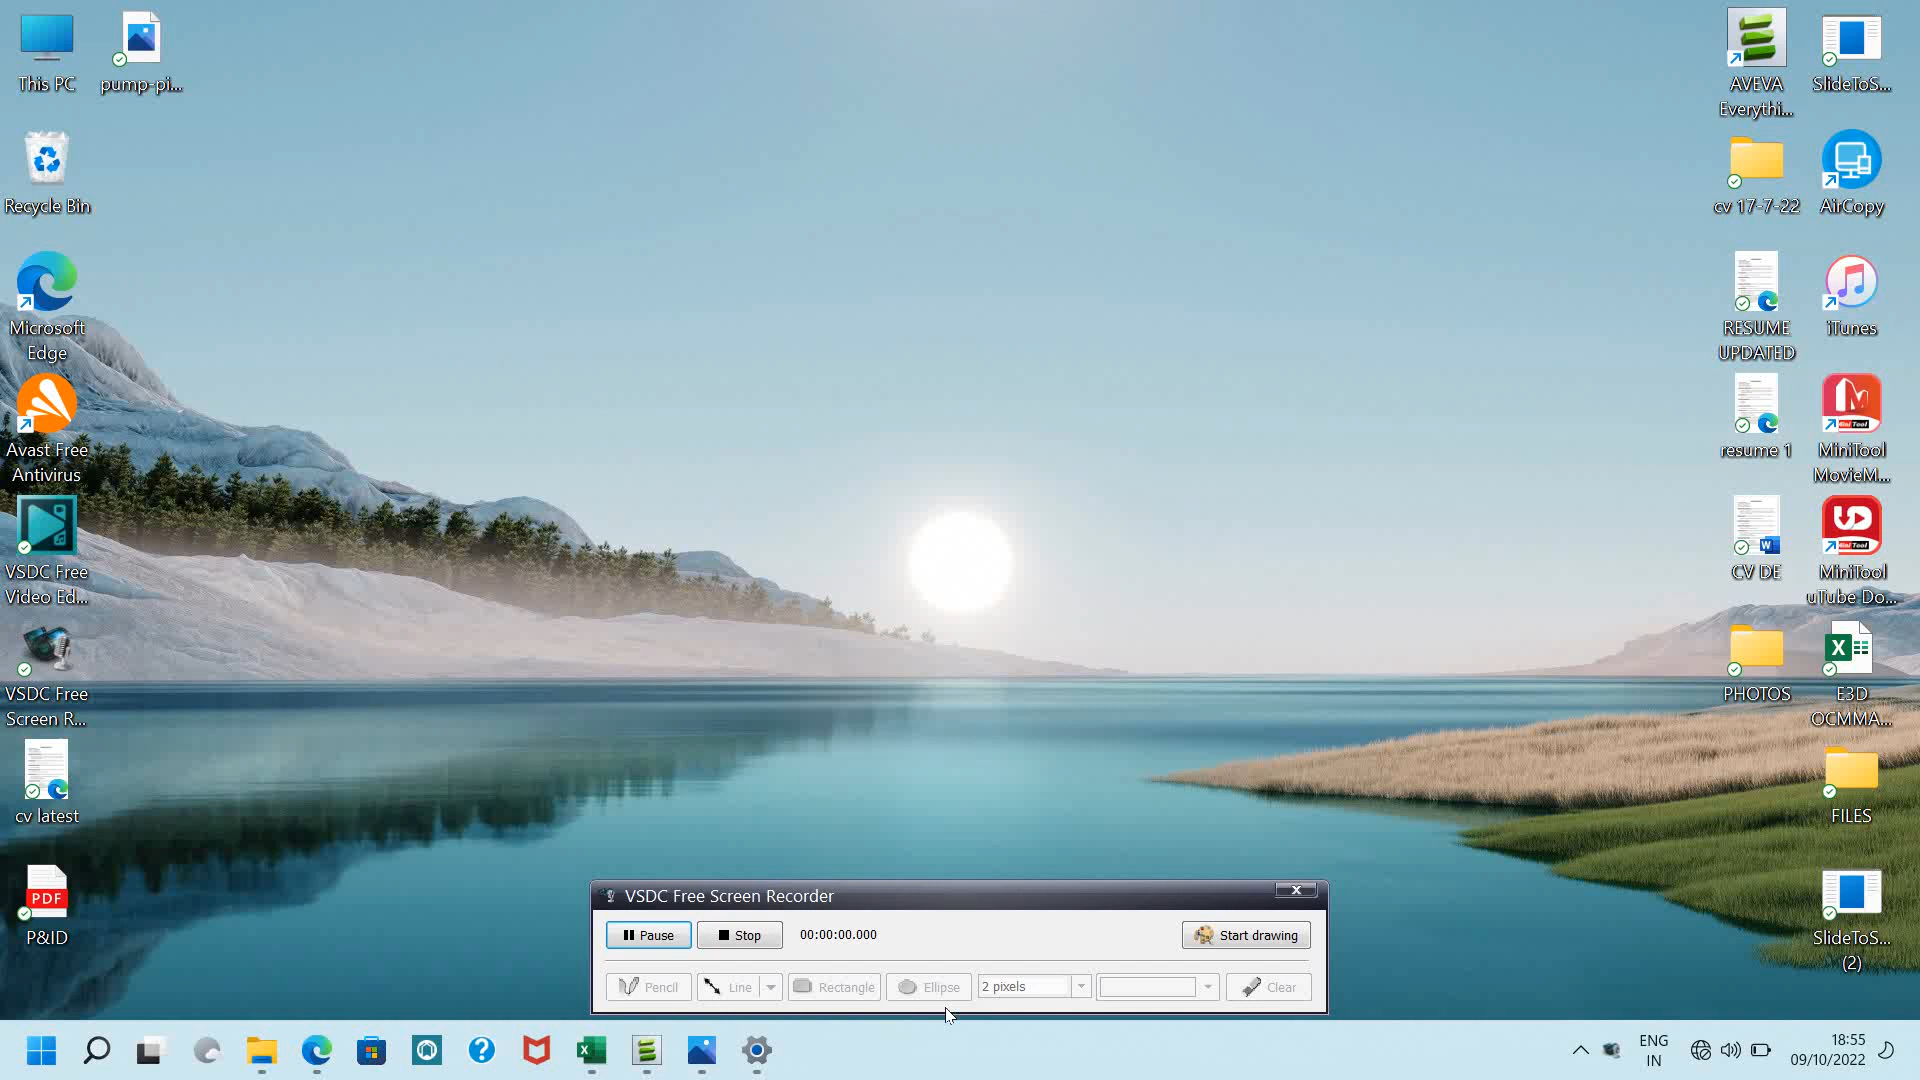 This PC
pump-pi...
Recycle Bin
Microsoft
Edge
Avast Free
Antivirus
VSDC Free
Video Ed...
VSDC Free
Screen R...
cv latest
PDF
P&ID
AVEVA
Everythi...
SlideToS...
cv 17-7-22
AirCopy
RESUME
UPDATED
iTunes
resume 1
MiniTool
MovieM...
CV DE
MiniTool
uTube Do...
PHOTOS
E3D
OCMMA...
FILES
SlideToS...
(2)
VSDC Free Screen Recorder
Pause
Stop
00:00:00.000
Start drawing
Pencil
Line
Rectangle
Ellipse
2 pixels
Clear
ENG
IN
18:55
09/10/2022